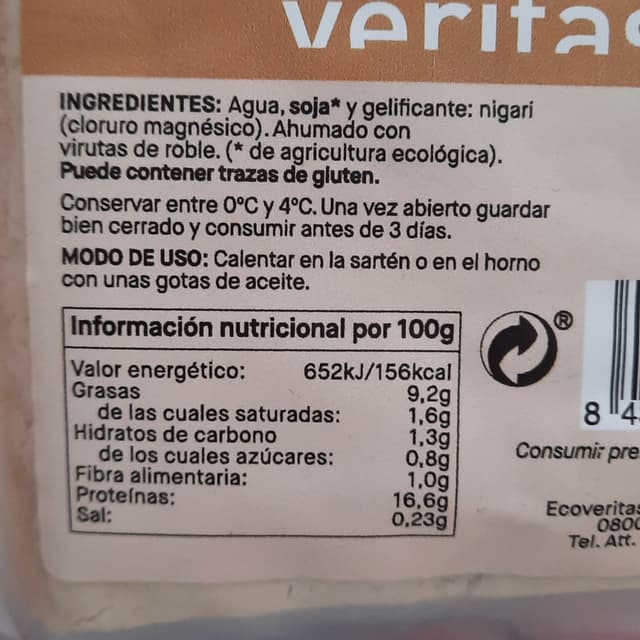 veritas
INGREDIENTES: Agua, soja* y gelificante: nigari
(cloruro magnésico). Ahumado con
virutas de roble. (* de agricultura ecológica).
Puede contener trazas de gluten.
Conservar entre 0°C y 4°C. Una vez abierto guardar
bien cerrado y consumir antes de 3 días.
MODO DE USO: Calentar en la sartén o en el horno
con unas gotas de aceite.
Información nutricional por 100g
Valor energético: 652kJ/156kcal
Grasas 9,2g
de las cuales saturadas: 1,6g
Hidratos de carbono 1,3g
de los cuales azúcares: 0,8g
Fibra alimentaria: 1,0g
Proteínas: 16,6g
Sal: 0,23g
®
8 4
Consumir pre
Ecoveritas
080
Tel. Att.